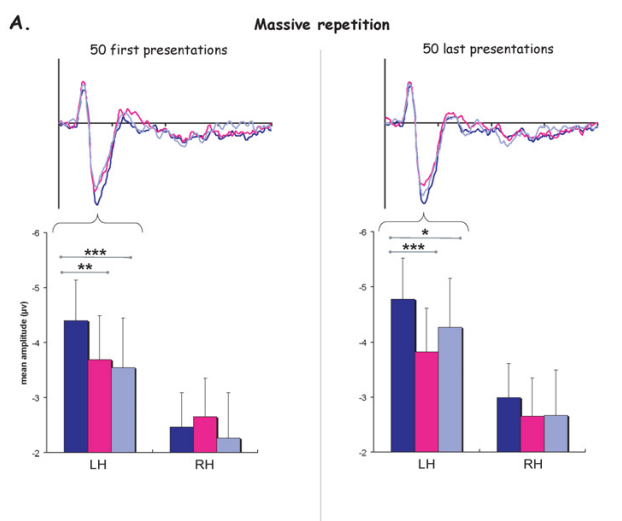 A.
Massive repetition
50 first presentations
50 last presentations
mean amplitude (µv)
-6
-5
-4
-3
-2
***
**
LH
RH
-6
-5
-4
-3
-2
*
***
LH
RH